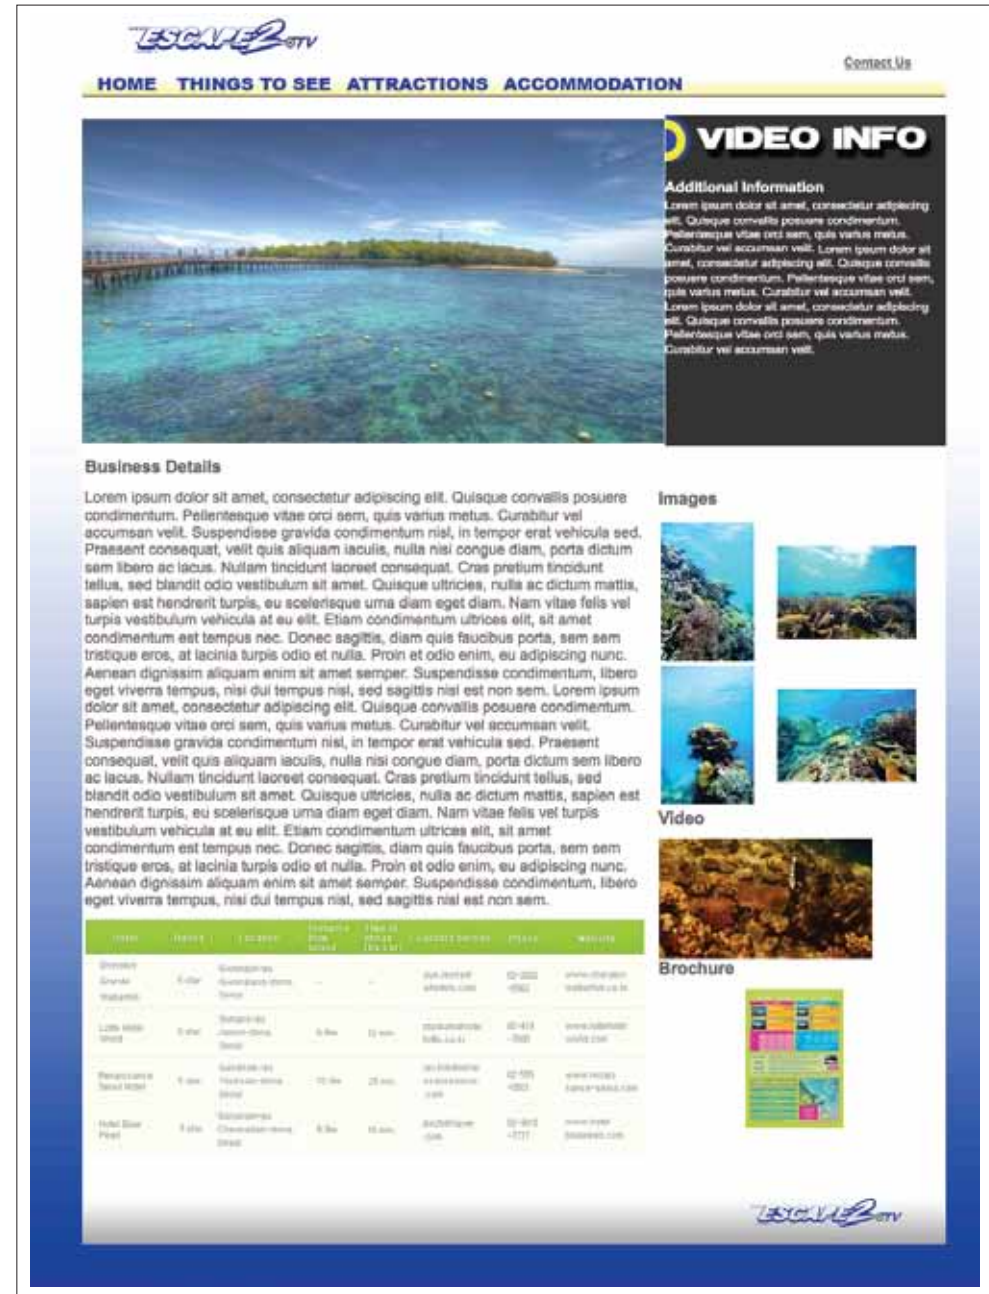 ESCAPE2 OTV
Contact Us
HOME THINGS TO SEE ATTRACTIONS ACCOMMODATION
VIDEO INFO
Additional Information
Lorem ipsum dolor sit amet, consectetur adipiscing
elit. Quisque convallis posuere condimentum.
Pellentesque vitae orci sem, quis varius metus.
Curabitur vel accumsan velit. Lorem ipsum dolor sit
amet, consectetur adipiscing elit. Quisque convallis
posuere condimentum. Pellentesque vitae orci sem,
quis varius metus. Curabitur vel accumsan velit.
Lorem ipsum dolor sit amet, consectetur adipiscing
elit. Quisque convallis posuere condimentum.
Pellentesque vitae orci sem, quis varius metus.
Curabitur vel accumsan velit.
Business Details
Lorem ipsum dolor sit amet, consectetur adipiscing elit. Quisque convallis posuere
condimentum. Pellentesque vitae orci sem, quis varius metus. Curabitur vel
accumsan velit. Suspendisse gravida condimentum nisl, in tempor erat vehicula sed.
Praesent consequat, velit quis aliquam iaculis, nulla nisi congue diam, porta dictum
sem libero ac lacus. Nullam tincidunt laoreet consequat. Cras pretium tincidunt
tellus, sed blandit odio vestibulum sit amet. Quisque ultricies, nulla ac dictum mattis,
sapien est hendrerit turpis, eu scelerisque urna diam eget diam. Nam vitae felis vel
turpis vestibulum vehicula at eu elit. Etiam condimentum ultrices elit, sit amet
condimentum est tempus nec. Donec sagittis, diam quis faucibus porta, sem sem
tristique eros, at lacinia turpis odio et nulla. Proin et odio enim, eu adipiscing nunc.
Aenean dignissim aliquam enim sit amet semper. Suspendisse condimentum, libero
eget viverra tempus, nisi dui tempus nisl, sed sagittis nisl est non sem. Lorem ipsum
dolor sit amet, consectetur adipiscing elit. Quisque convallis posuere condimentum.
Pellentesque vitae orci sem, quis varius metus. Curabitur vel accumsan velit.
Suspendisse gravida condimentum nisl, in tempor erat vehicula sed. Praesent
consequat, velit quis aliquam iaculis, nulla nisi congue diam, porta dictum sem libero
ac lacus. Nullam tincidunt laoreet consequat. Cras pretium tincidunt tellus, sed
blandit odio vestibulum sit amet. Quisque ultricies, nulla ac dictum mattis, sapien est
hendrerit turpis, eu scelerisque urna diam eget diam. Nam vitae felis vel turpis
vestibulum vehicula at eu elit. Etiam condimentum ultrices elit, sit amet
condimentum est tempus nec. Donec sagittis, diam quis faucibus porta, sem sem
tristique eros, at lacinia turpis odio et nulla. Proin et odio enim, eu adipiscing nunc.
Aenean dignissim aliquam enim sit amet semper. Suspendisse condimentum, libero
eget viverra tempus, nisi dui tempus nisl, sed sagittis nisl est non sem.
Images
Video
Brochure
ESCAPE2 OTV